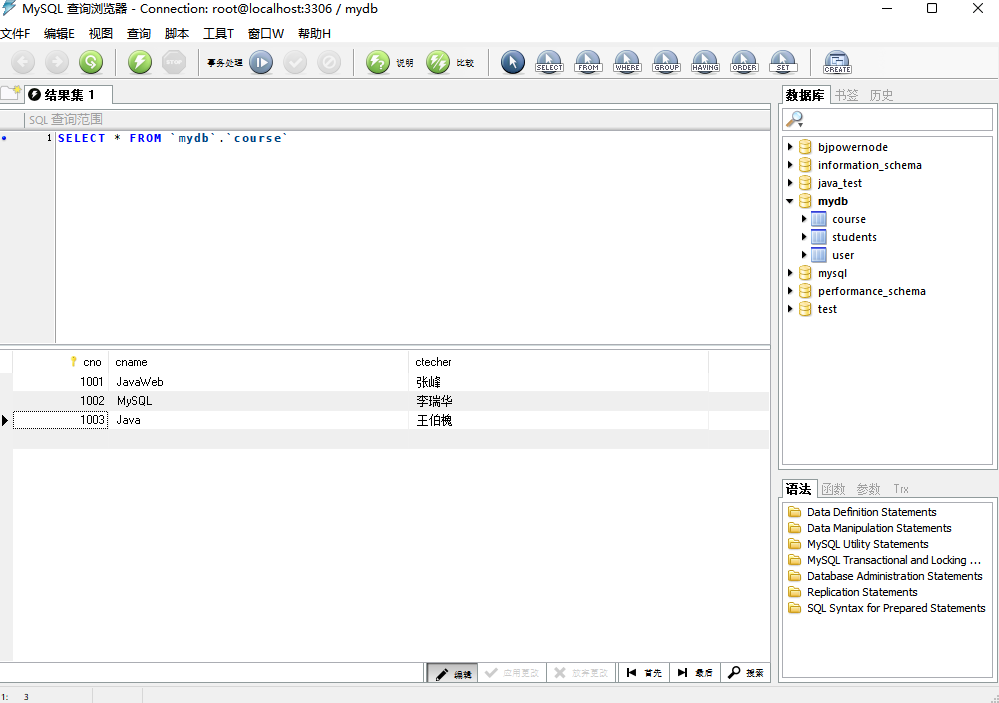 MySQL 查询浏览器 - Connection: root@localhost:3306 / mydb
文件F 编辑E 视图 查询 脚本 工具T 窗口W 帮助H
STOP 事务处理 说明 比较 SELECT FROM WHERE GROUP HAVING ORDER SET CREATE
结果集 1
SQL 查询范围
1 SELECT * FROM `mydb`.`course`
cno cname ctecher
1001 JavaWeb 张峰
1002 MySQL 李瑞华
1003 Java 王伯槐
编辑 应用更改 放弃更改 首先 最后 搜索
数据库 书签 历史
bjpowernode
information_schema
java_test
mydb
course
students
user
mysql
performance_schema
test
语法 函数 参数 Trx
Data Definition Statements
Data Manipulation Statements
MySQL Utility Statements
MySQL Transactional and Locking ...
Database Administration Statements
Replication Statements
SQL Syntax for Prepared Statements
1: 3